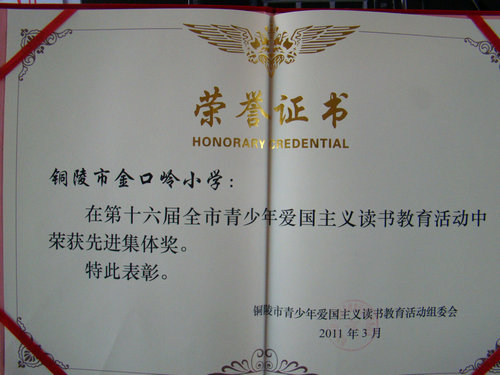 荣誉证书
HONORARY CREDENTIAL
铜陵市金口岭小学：
在第十六届全市青少年爱国主义读书教育活动中
荣获先进集体奖。
特此表彰。
铜陵市青少年爱国主义读书教育活动组委会
2011 年 3 月